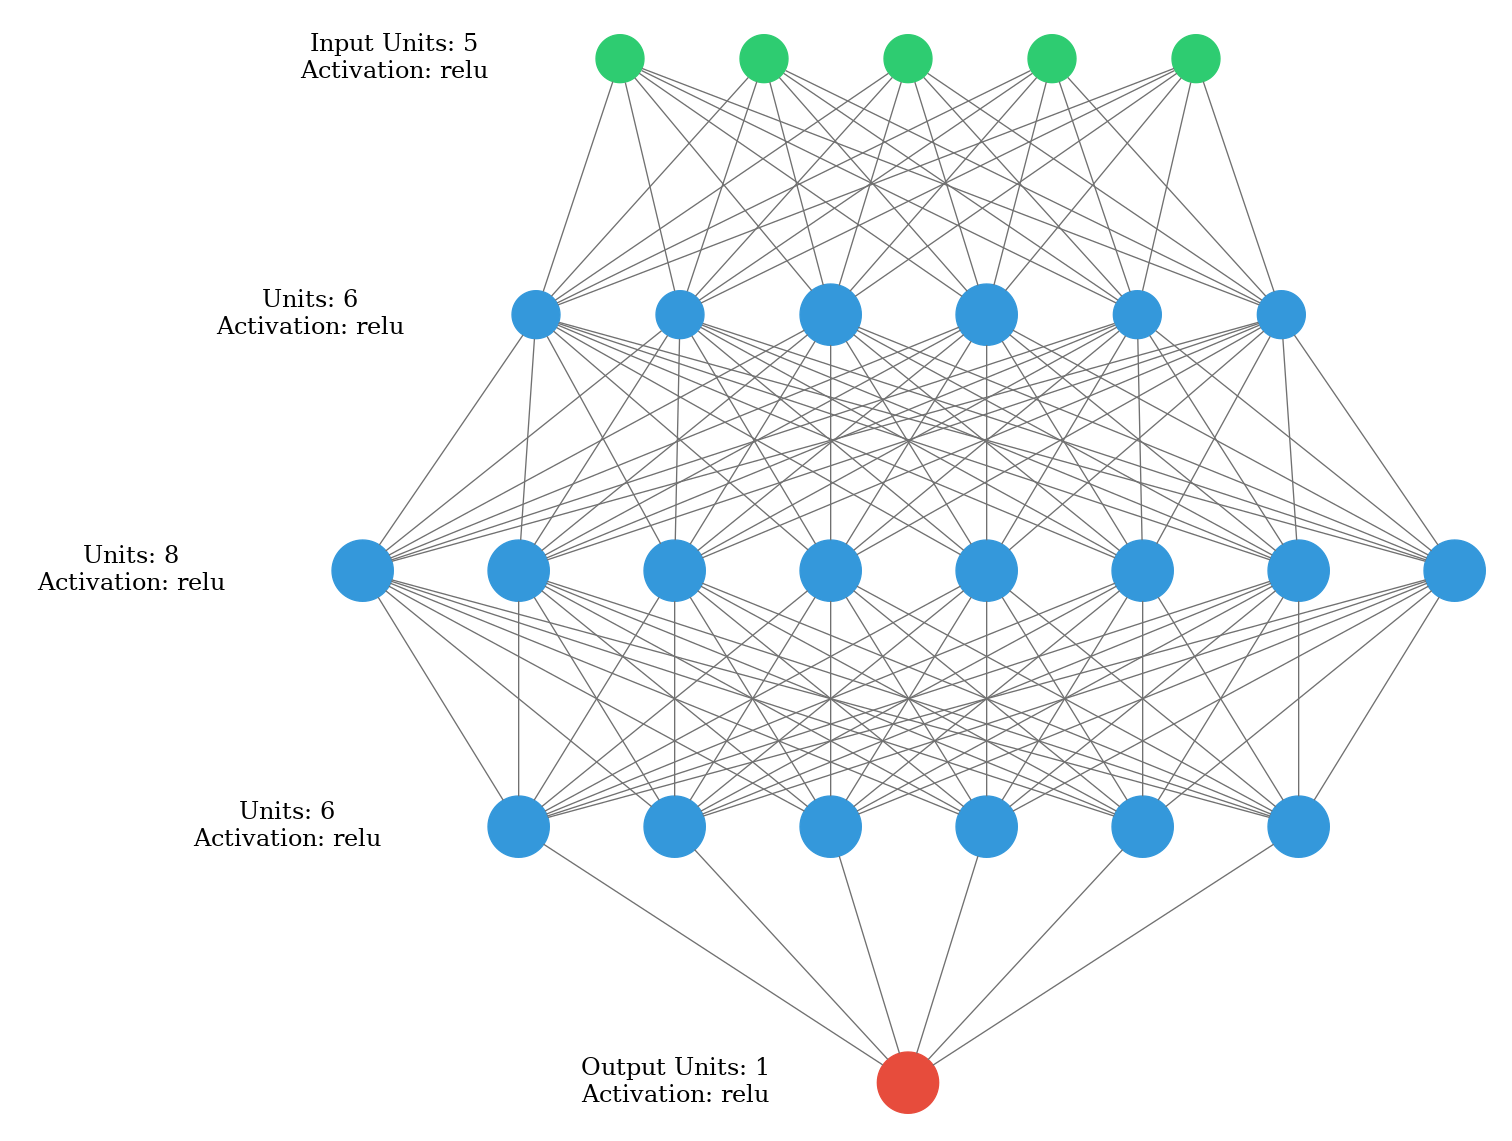 Input Units: 5
Activation: relu
Units: 6
Activation: relu
Units: 8
Activation: relu
Units: 6
Activation: relu
Output Units: 1
Activation: relu